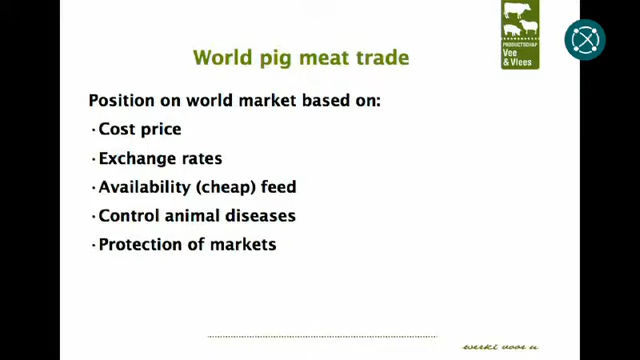 PRODUCTSCHAP
Vee
& Vlees
World pig meat trade
Position on world market based on:
· Cost price
· Exchange rates
· Availability (cheap) feed
· Control animal diseases
· Protection of markets
werkt voor u